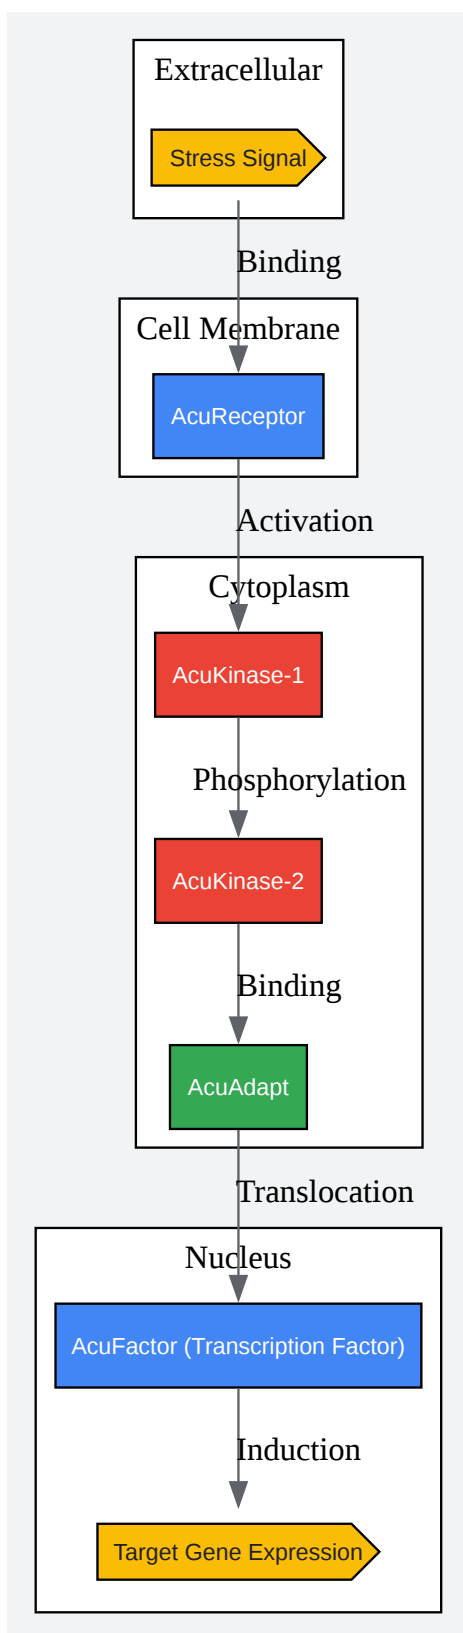 Extracellular
Stress Signal
Binding
Cell Membrane
AcuReceptor
Activation
Cytoplasm
AcuKinase-1
Phosphorylation
AcuKinase-2
Binding
AcuAdapt
Translocation
Nucleus
AcuFactor (Transcription Factor)
Induction
Target Gene Expression